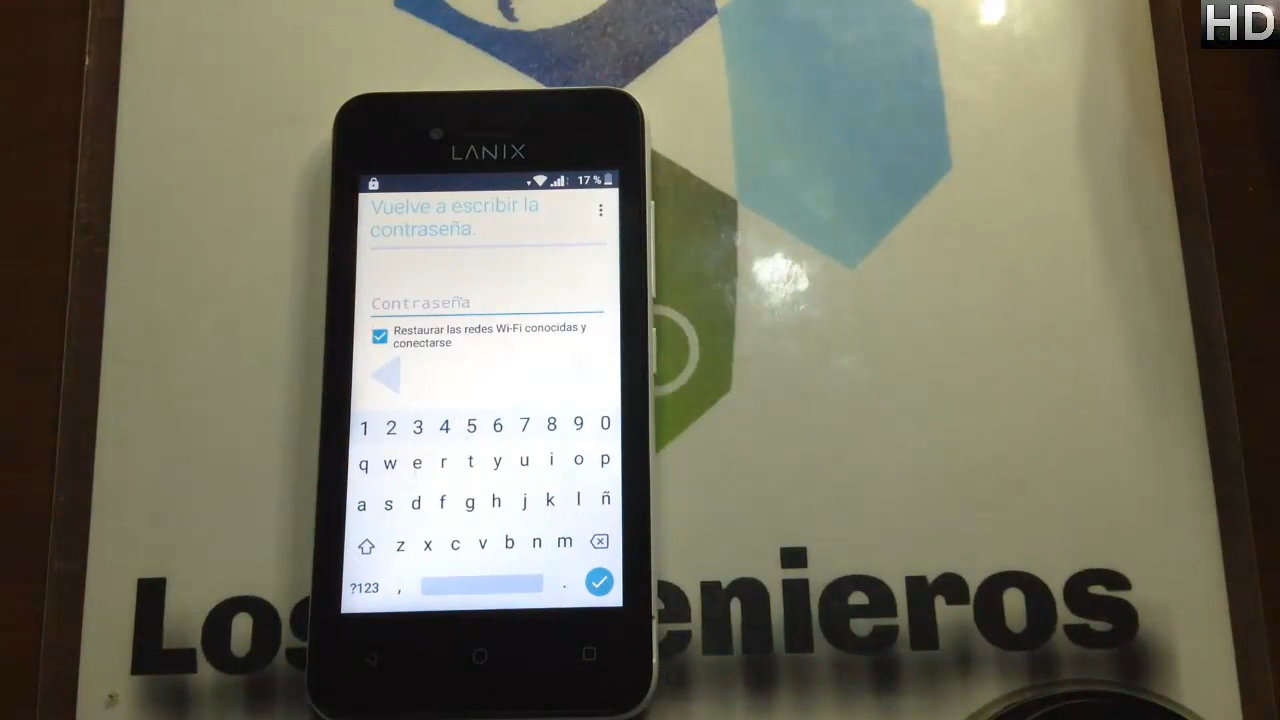 HD
LANIX
17 %
Vuelve a escribir la
contraseña.
Contraseña
Restaurar las redes Wi-Fi conocidas y
conectarse
1 2 3 4 5 6 7 8 9 0
q w e r t y u i o p
a s d f g h j k l ñ
z x c v b n m
?123 , .
Los enieros